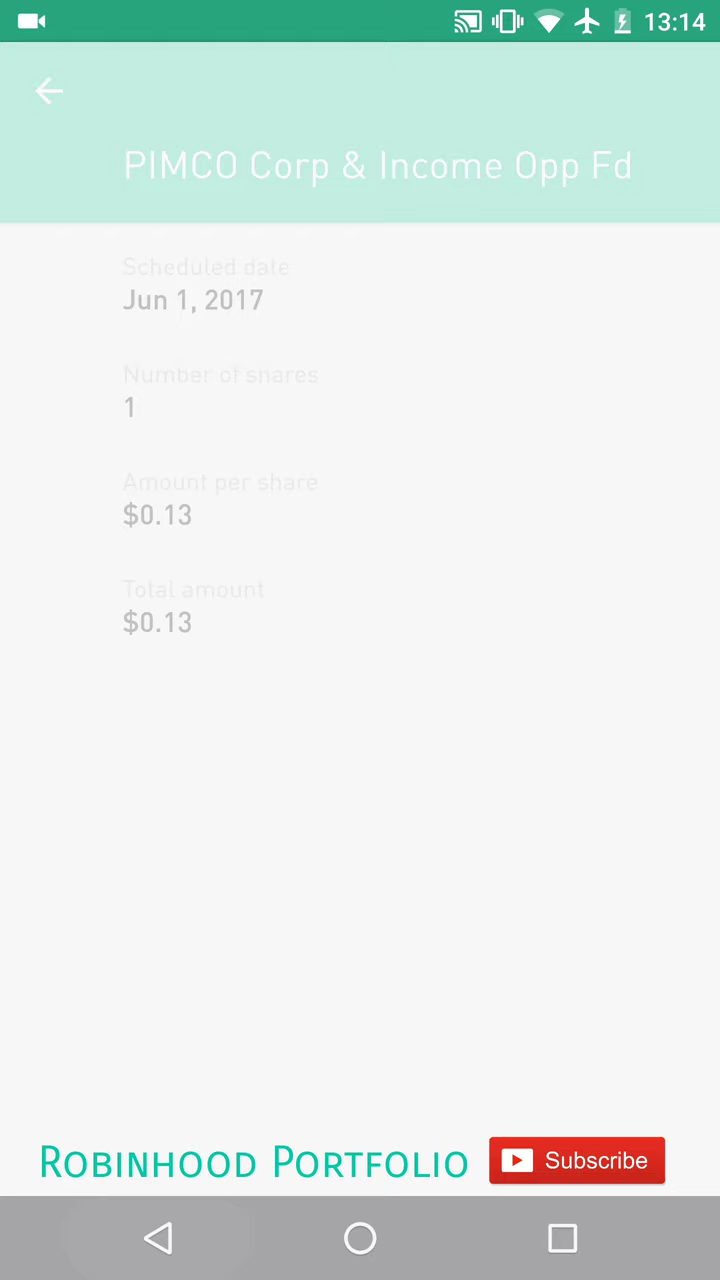 13:14
PIMCO Corp & Income Opp Fd
Scheduled date
Jun 1, 2017
Number of shares
1
Amount per share
$0.13
Total amount
$0.13
Robinhood Portfolio
Subscribe